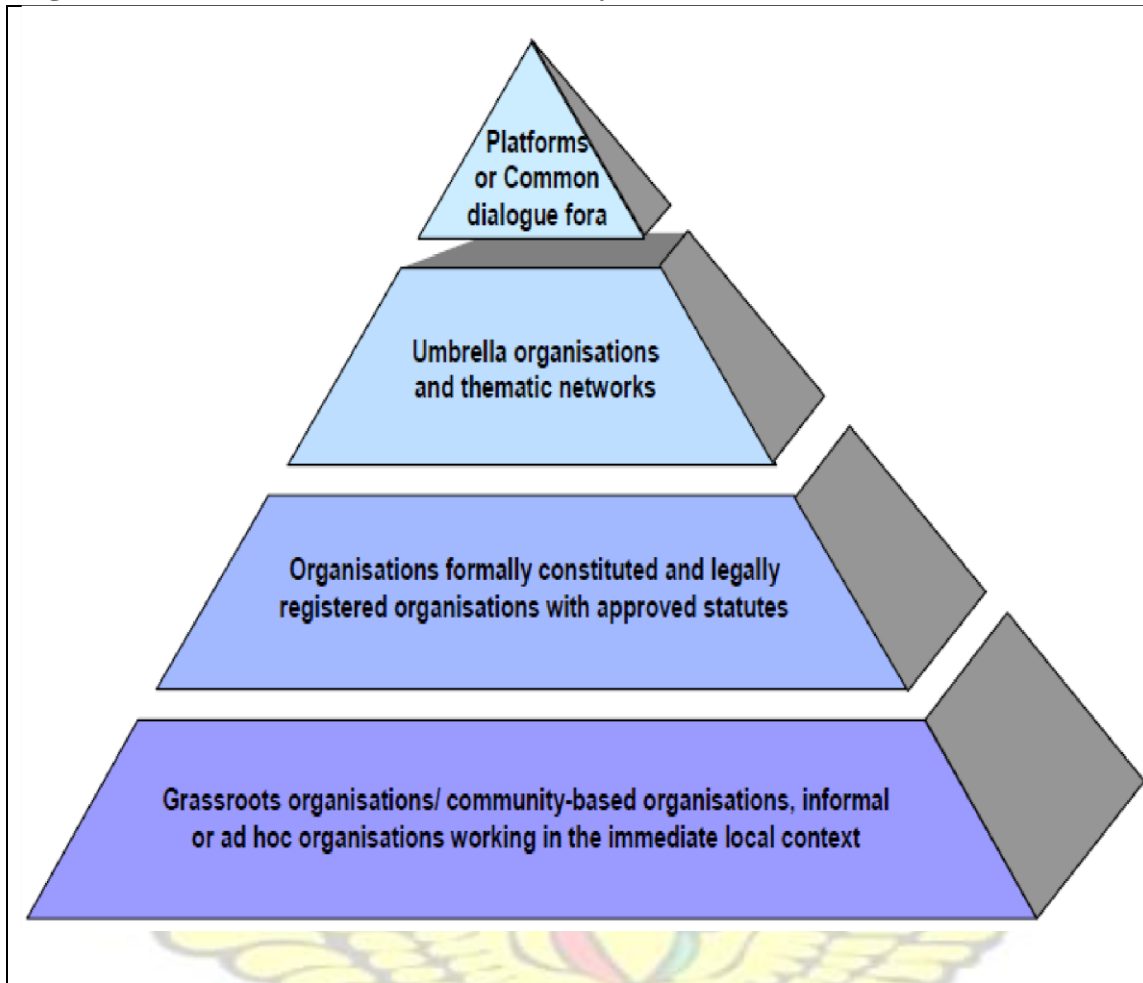 Platforms
or Common
dialogue fora
Umbrella organisations
and thematic networks
Organisations formally constituted and legally
registered organisations with approved statutes
Grassroots organisations/ community-based organisations, informal
or ad hoc organisations working in the immediate local context